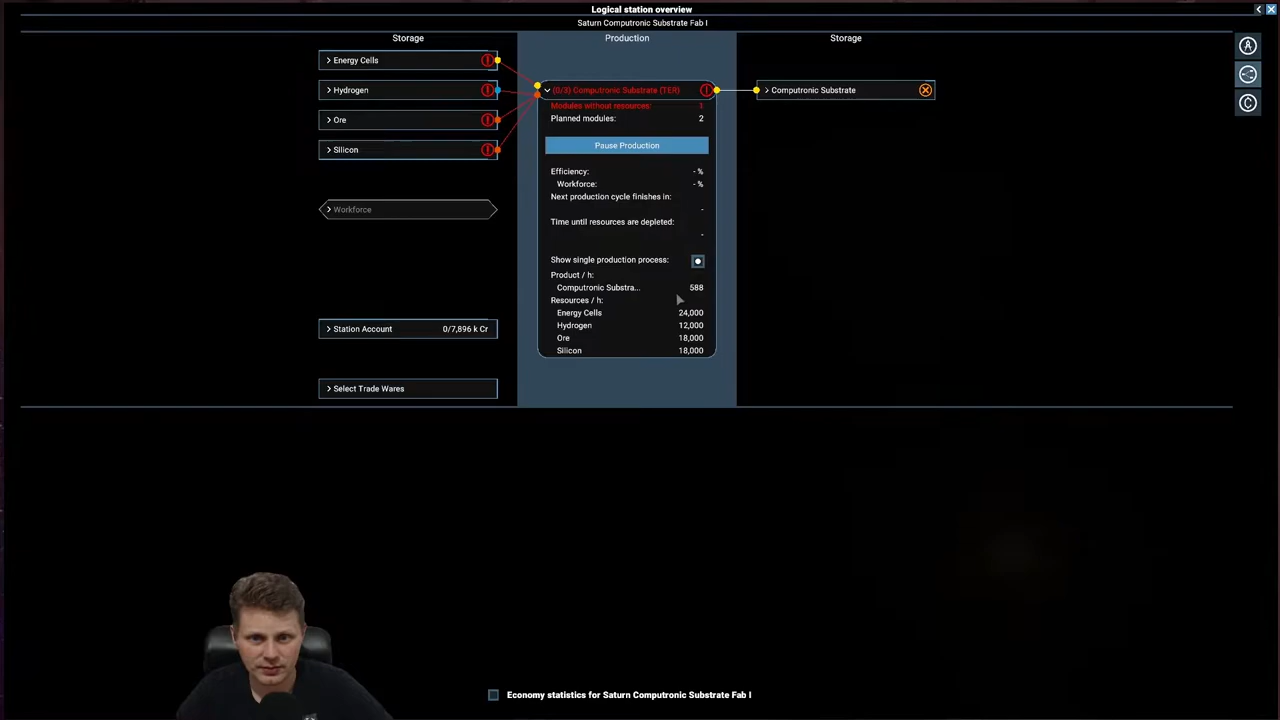 Logical station overview
Saturn Computronic Substrate Fab I
Storage
Production
Storage
Energy Cells
Hydrogen
Ore
Silicon
Workforce
Station Account 0/7,896 k Cr
Select Trade Wares
(0/3) Computronic Substrate (TER)
Modules without resources: 1
Planned modules: 2
Pause Production
Efficiency: - %
Workforce: - %
Next production cycle finishes in:
-
Time until resources are depleted:
-
Show single production process:
Product / h:
Computronic Substra... 588
Resources / h:
Energy Cells 24,000
Hydrogen 12,000
Ore 18,000
Silicon 18,000
Computronic Substrate
Economy statistics for Saturn Computronic Substrate Fab I